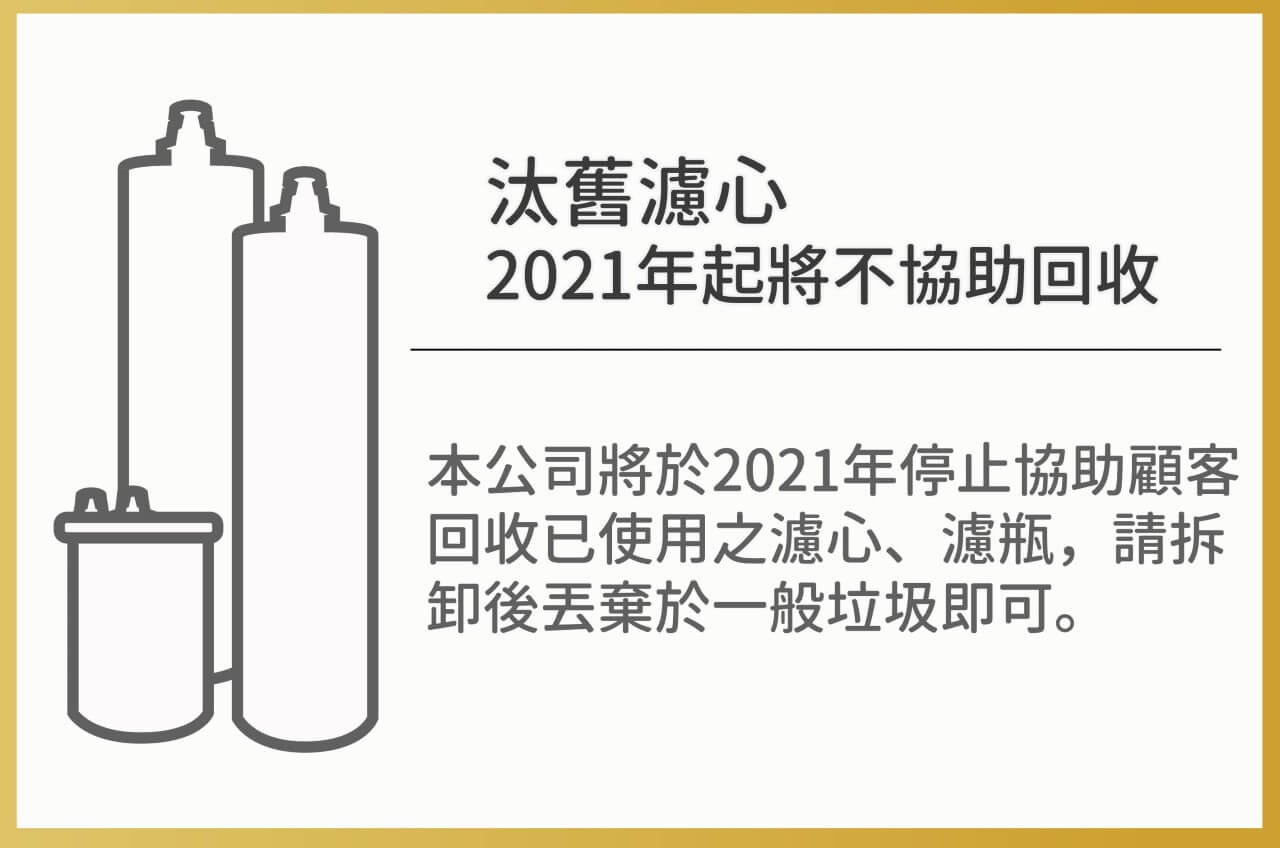 汰舊濾心
2021年起將不協助回收
本公司將於2021年停止協助顧客
回收已使用之濾心、濾瓶，請拆
卸後丟棄於一般垃圾即可。